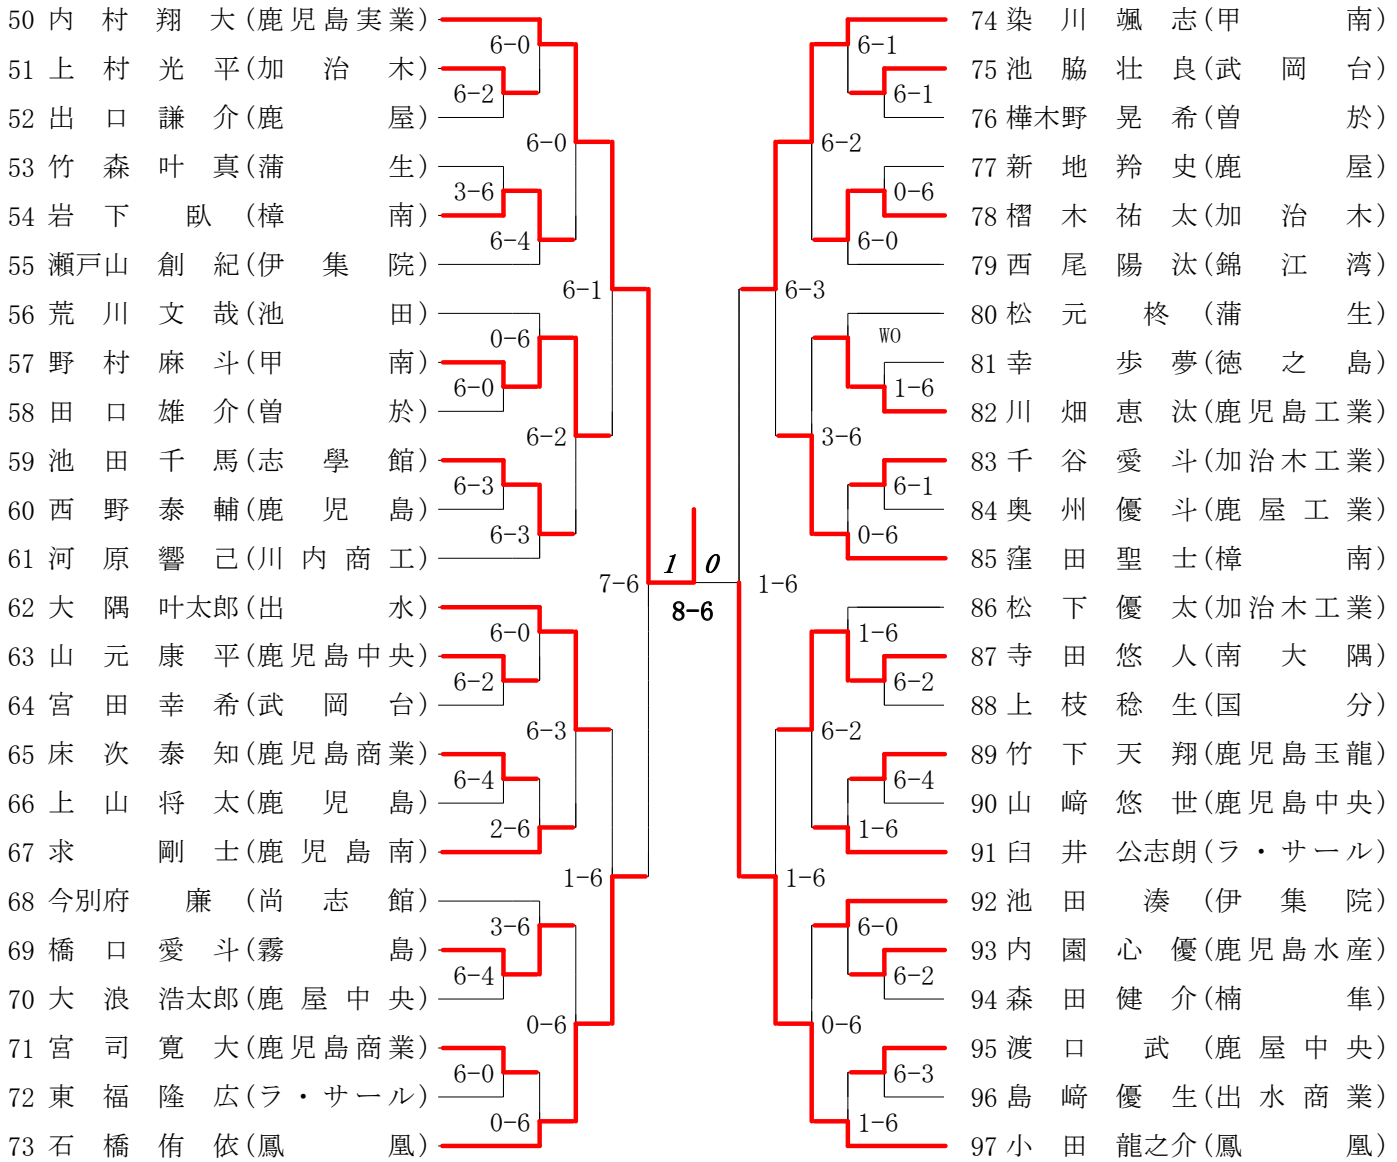 50 内村翔大(鹿児島実業)
6-0
51 上村光平(加治木)
6-2
52 出口謙介(鹿屋)
6-0
53 竹森叶真(蒲生)
3-6
54 岩下臥(樟南)
6-4
55 瀬戸山創紀(伊集院)
6-1
56 荒川文哉(池田)
0-6
57 野村麻斗(甲南)
6-0
58 田口雄介(曽於)
6-2
59 池田千馬(志學館)
6-3
60 西野泰輔(鹿児島)
6-3
61 河原響己(川内商工)
7-6
62 大隅叶太郎(出水)
6-0
63 山元康平(鹿児島中央)
6-2
64 宮田幸希(武岡台)
6-3
65 床次泰知(鹿児島商業)
6-4
66 上山将太(鹿児島)
2-6
67 求剛士(鹿児島南)
1-6
68 今別府廉(尚志館)
3-6
69 橋口愛斗(霧島)
6-4
70 大浪浩太郎(鹿屋中央)
0-6
71 宮司寛大(鹿児島商業)
6-0
72 東福隆広(ラ・サール)
0-6
73 石橋侑依(鳳凰)
1 0
8-6
74 染川颯志(甲南)
6-1
75 池脇壮良(武岡台)
6-1
76 樺木野晃希(曽於)
6-2
77 新地羚史(鹿屋)
0-6
78 槢木祐太(加治木)
6-0
79 西尾陽汰(錦江湾)
6-3
80 松元柊(蒲生)
WO
81 幸歩夢(徳之島)
1-6
82 川畑恵汰(鹿児島工業)
3-6
83 千谷愛斗(加治木工業)
6-1
84 奥州優斗(鹿屋工業)
0-6
85 窪田聖士(樟南)
1-6
86 松下優太(加治木工業)
1-6
87 寺田悠人(南大隅)
6-2
88 上枝稔生(国分)
6-2
89 竹下天翔(鹿児島玉龍)
6-4
90 山﨑悠世(鹿児島中央)
1-6
91 臼井公志朗(ラ・サール)
1-6
92 池田湊(伊集院)
6-0
93 内園心優(鹿児島水産)
6-2
94 森田健介(楠隼)
0-6
95 渡口武(鹿屋中央)
6-3
96 島﨑優生(出水商業)
1-6
97 小田龍之介(鳳凰)